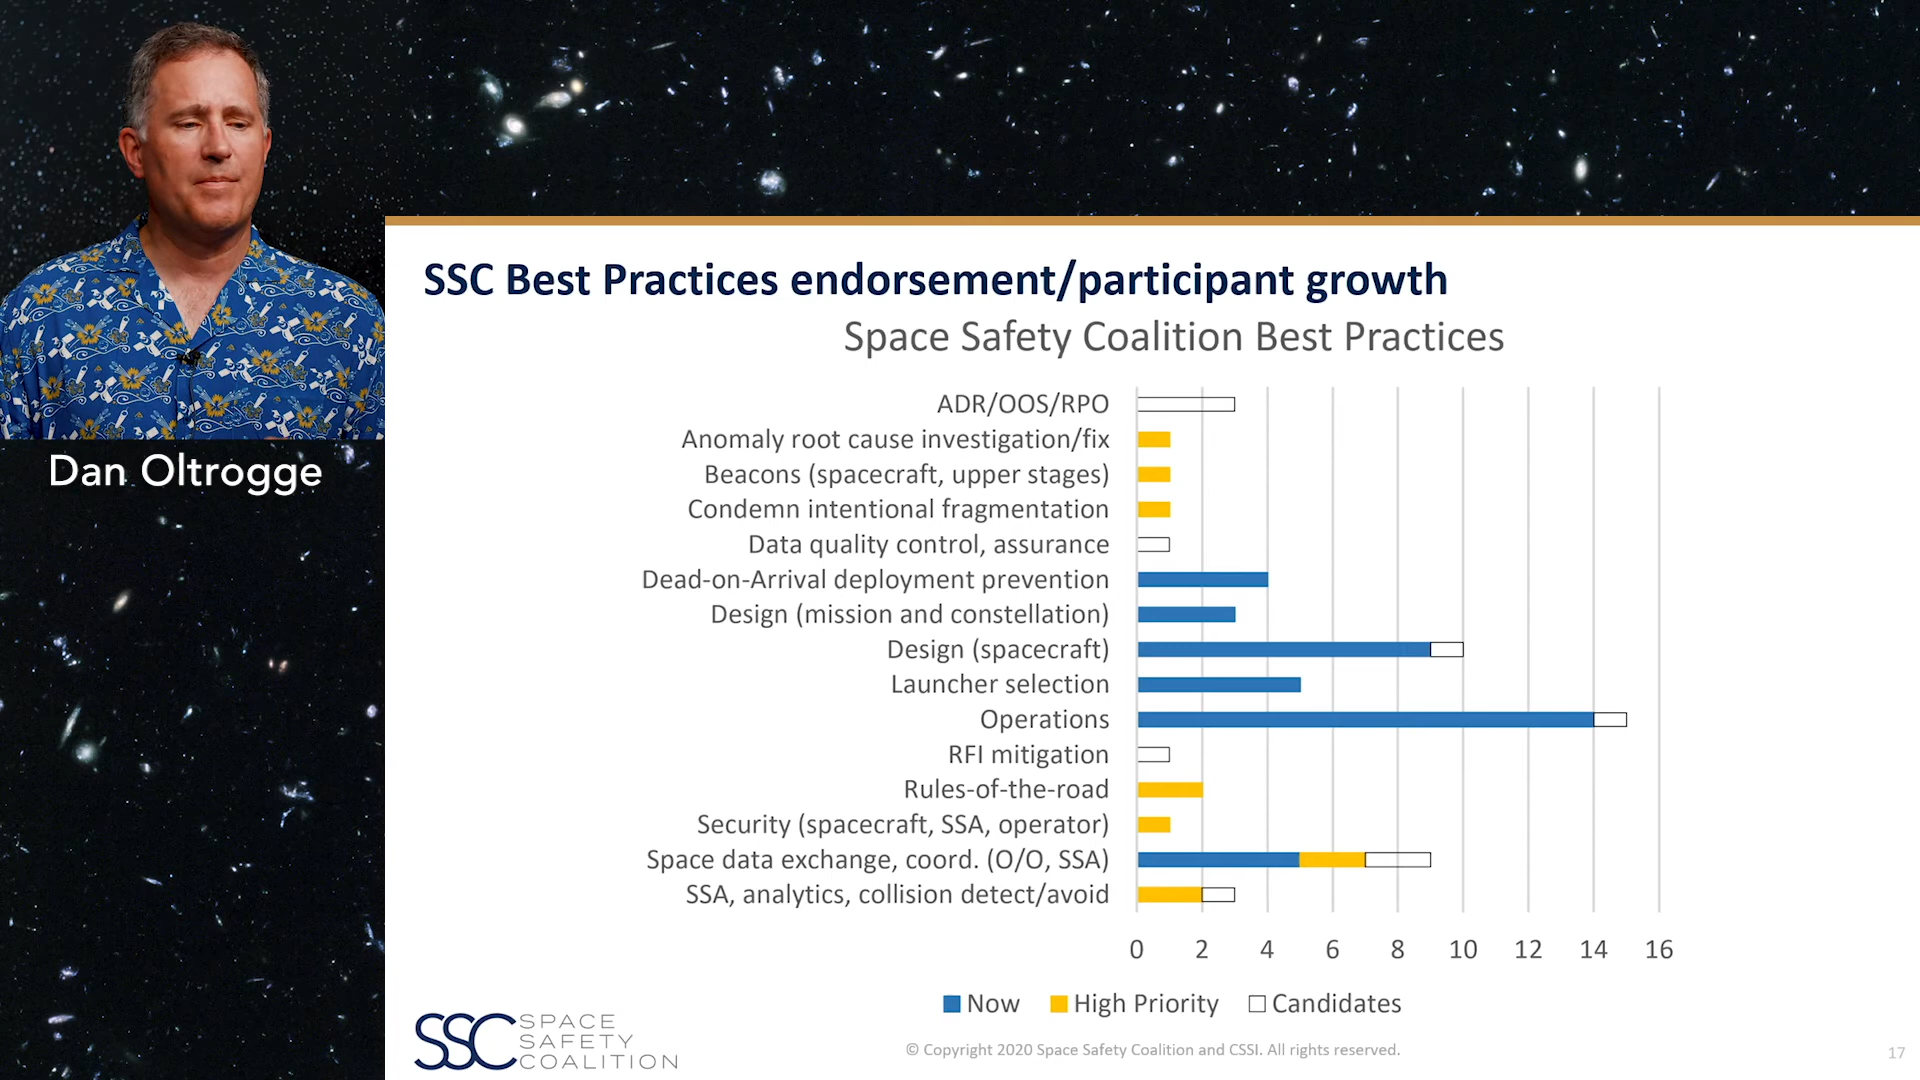 Dan Oltrogge
SSC Best Practices endorsement/participant growth
Space Safety Coalition Best Practices
ADR/OOS/RPO
Anomaly root cause investigation/fix
Beacons (spacecraft, upper stages)
Condemn intentional fragmentation
Data quality control, assurance
Dead-on-Arrival deployment prevention
Design (mission and constellation)
Design (spacecraft)
Launcher selection
Operations
RFI mitigation
Rules-of-the-road
Security (spacecraft, SSA, operator)
Space data exchange, coord. (O/O, SSA)
SSA, analytics, collision detect/avoid
0 2 4 6 8 10 12 14 16
Now High Priority Candidates
SSC
SPACE
SAFETY
COALITION
© Copyright 2020 Space Safety Coalition and CSSI. All rights reserved.
17